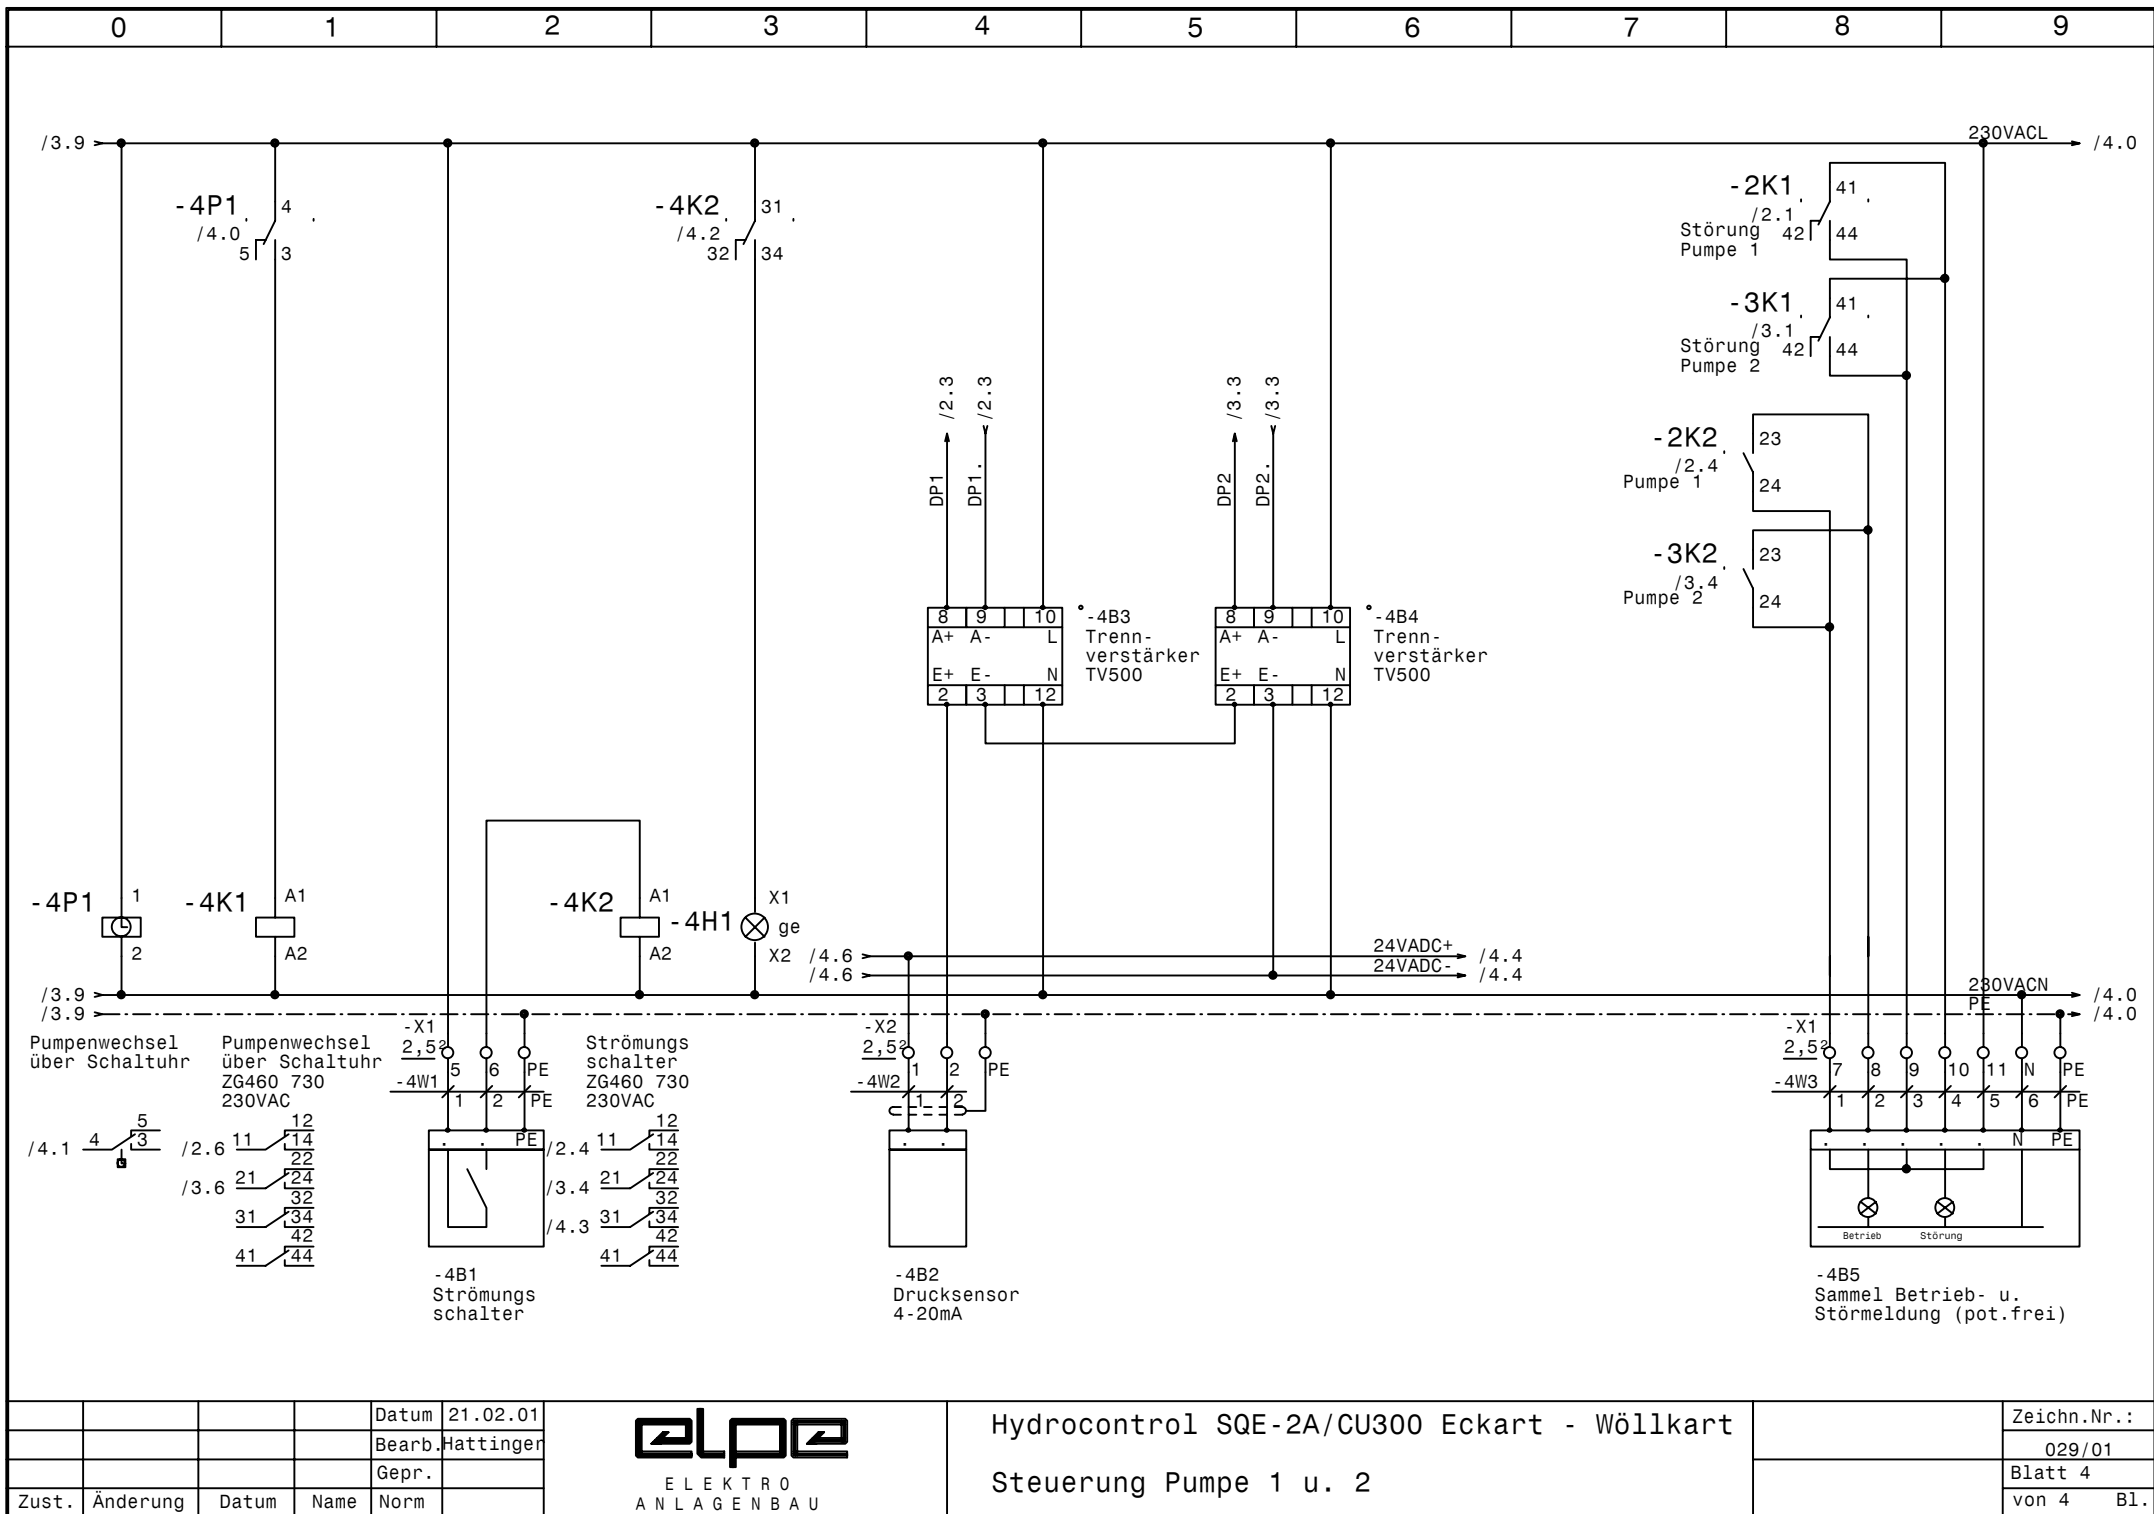 0 1 2 3 4 5 6 7 8 9
/3.9
230VACL
/4.0
-4P1
/4.0
4
5
3
-4K2
/4.2
31
32
34
-2K1
/2.1
Störung
Pumpe 1
41
42
44
-3K1
/3.1
Störung
Pumpe 2
41
42
44
/2.3
/2.3
DP1
DP1.
/3.3
/3.3
DP2
DP2.
-2K2
/2.4
Pumpe 1
23
24
-3K2
/3.4
Pumpe 2
23
24
8 9 10
A+ A- L
E+ E- N
2 3 12
-4B3
Trenn-
verstärker
TV500
8 9 10
A+ A- L
E+ E- N
2 3 12
-4B4
Trenn-
verstärker
TV500
-4P1
1
2
-4K1
A1
A2
-4K2
A1
A2
-4H1
X1
ge
X2
/4.6
24VADC+
/4.4
/4.6
24VADC-
/4.4
/3.9
230VACN
/4.0
/3.9
PE
/4.0
Pumpenwechsel
über Schaltuhr
Pumpenwechsel
über Schaltuhr
ZG460 730
230VAC
-X1
2,5²
5 6 PE
-4W1
1 2 PE
Strömungs
schalter
ZG460 730
230VAC
-X2
2,5²
1 2 PE
-4W2
1 2
-X1
2,5²
7 8 9 10 11 N PE
-4W3
1 2 3 4 5 6 PE
/4.1
4
5
3
/2.6
11
12
14
/3.6
21
22
24
31
32
34
41
42
44
. . PE
/2.4
11
12
14
/3.4
21
22
24
/4.3
31
32
34
41
42
44
. .
. . . . . N PE
Betrieb
Störung
-4B1
Strömungs
schalter
-4B2
Drucksensor
4-20mA
-4B5
Sammel Betrieb- u.
Störmeldung (pot.frei)
Datum 21.02.01
Bearb. Hattinger
Gepr.
Zust. Änderung Datum Name Norm
elpe
ELEKTRO
ANLAGENBAU
Hydrocontrol SQE-2A/CU300 Eckart - Wöllkart
Steuerung Pumpe 1 u. 2
Zeichn.Nr.:
029/01
Blatt 4
von 4 Bl.